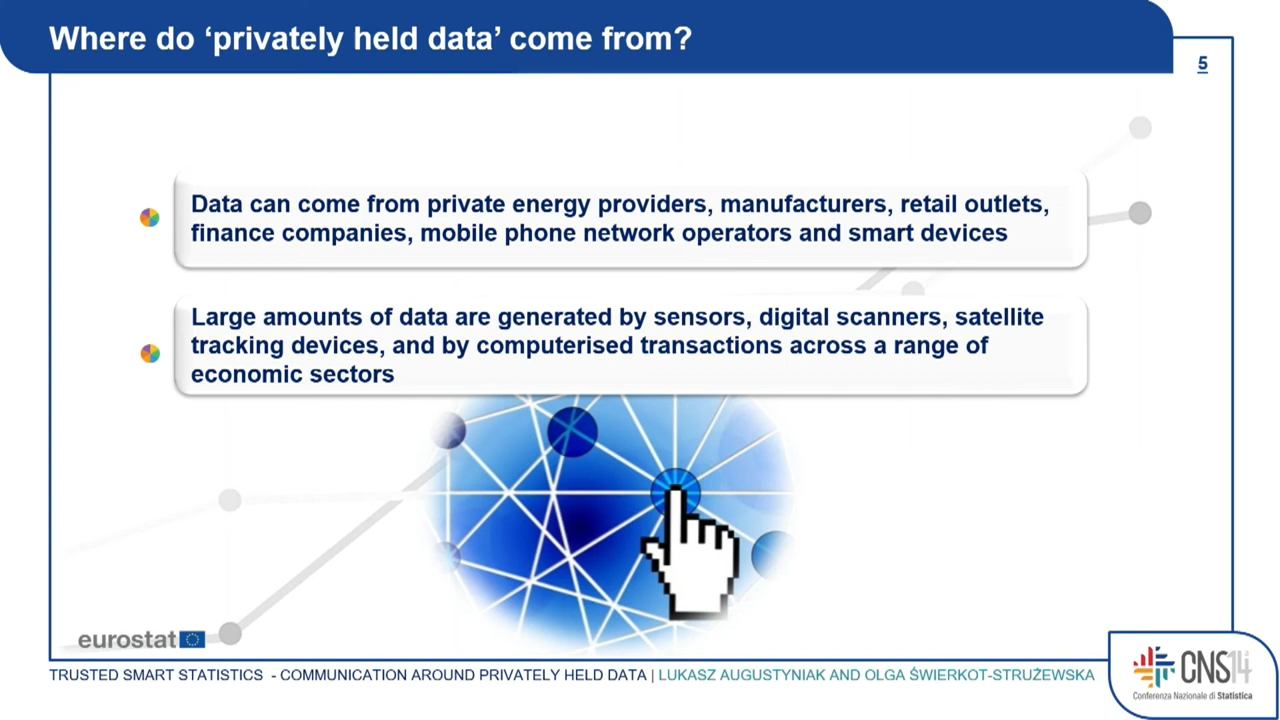 Where do ‘privately held data’ come from?
5
Data can come from private energy providers, manufacturers, retail outlets,
finance companies, mobile phone network operators and smart devices
Large amounts of data are generated by sensors, digital scanners, satellite
tracking devices, and by computerised transactions across a range of
economic sectors
eurostat
TRUSTED SMART STATISTICS - COMMUNICATION AROUND PRIVATELY HELD DATA | LUKASZ AUGUSTYNIAK AND OLGA ŚWIERKOT-STRUŻEWSKA
CNS14
Conferenza Nazionale di Statistica